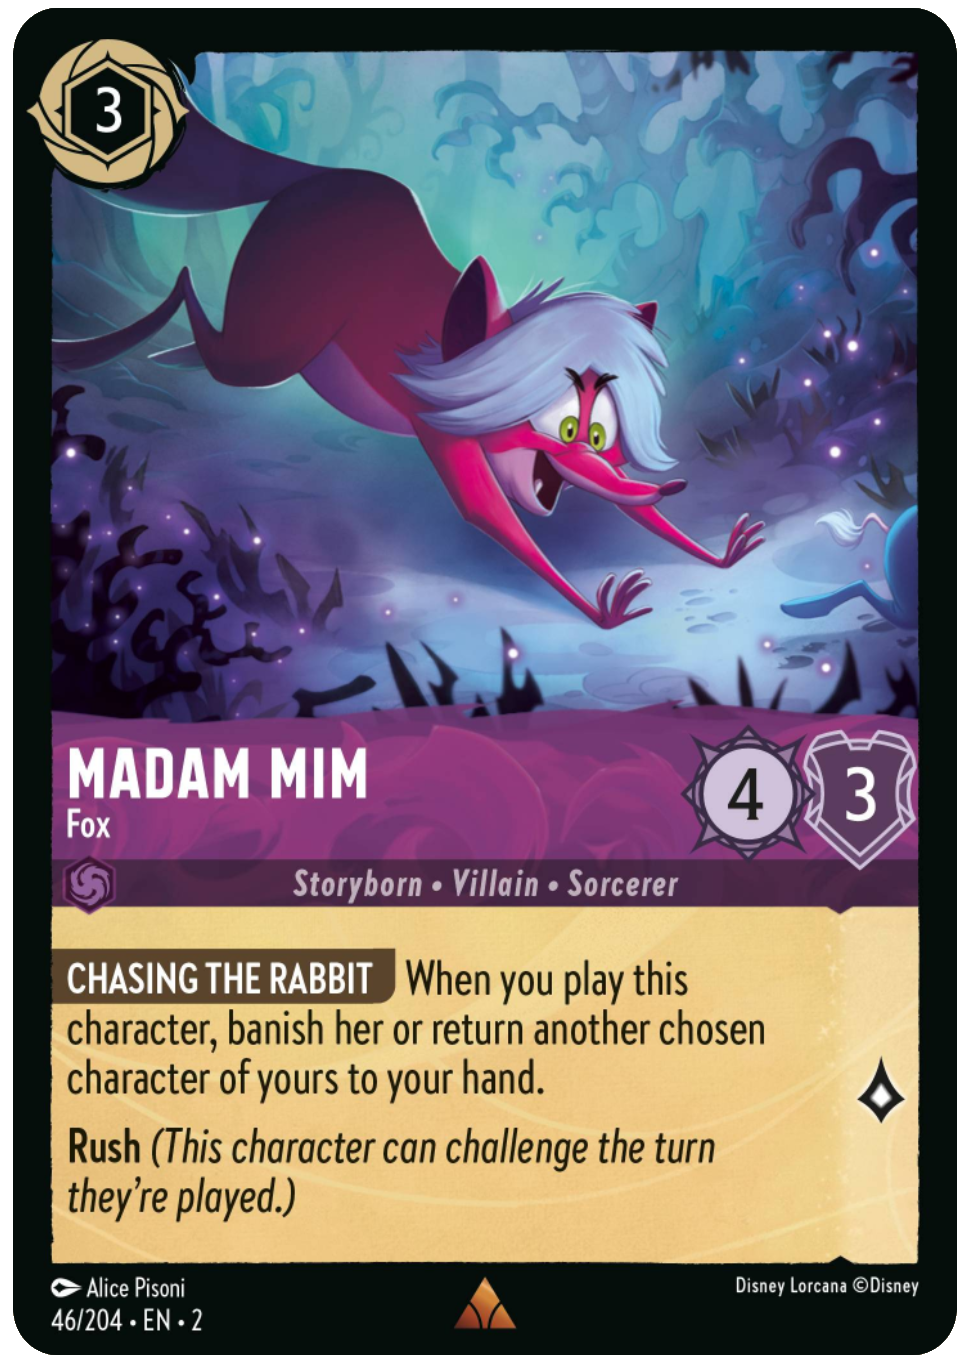 3
MADAM MIM
Fox
4
3
Storyborn • Villain • Sorcerer
CHASING THE RABBIT When you play this
character, banish her or return another chosen
character of yours to your hand.
Rush (This character can challenge the turn
they're played.)
Alice Pisoni
46/204 • EN • 2
Disney Lorcana ©Disney